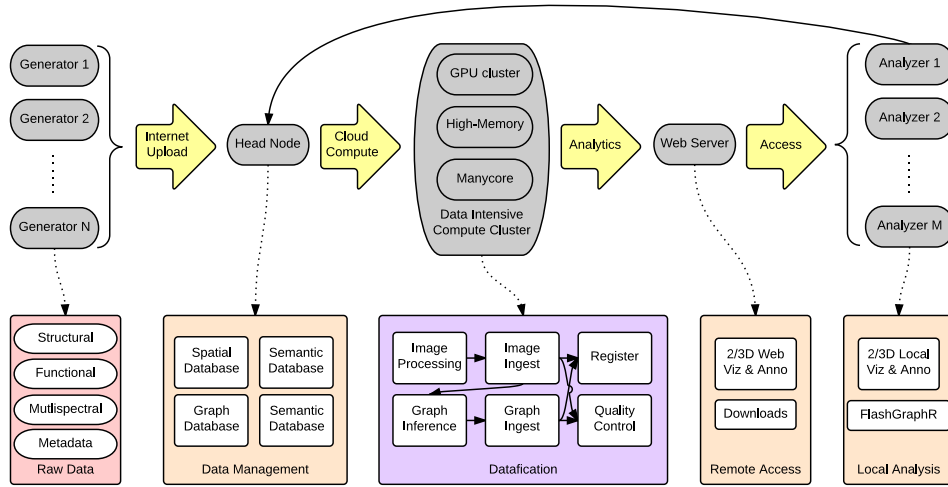 Generator 1
Generator 2
Generator N
Internet
Upload
Head Node
Cloud
Compute
GPU cluster
High-Memory
Manycore
Data Intensive
Compute Cluster
Analytics
Web Server
Access
Analyzer 1
Analyzer 2
Analyzer M
Structural
Functional
Mutlispectral
Metadata
Raw Data
Spatial
Database
Semantic
Database
Graph
Database
Semantic
Database
Data Management
Image
Processing
Image
Ingest
Register
Graph
Inference
Graph
Ingest
Quality
Control
Datafication
2/3D Web
Viz & Anno
Downloads
Remote Access
2/3D Local
Viz & Anno
FlashGraphR
Local Analysis